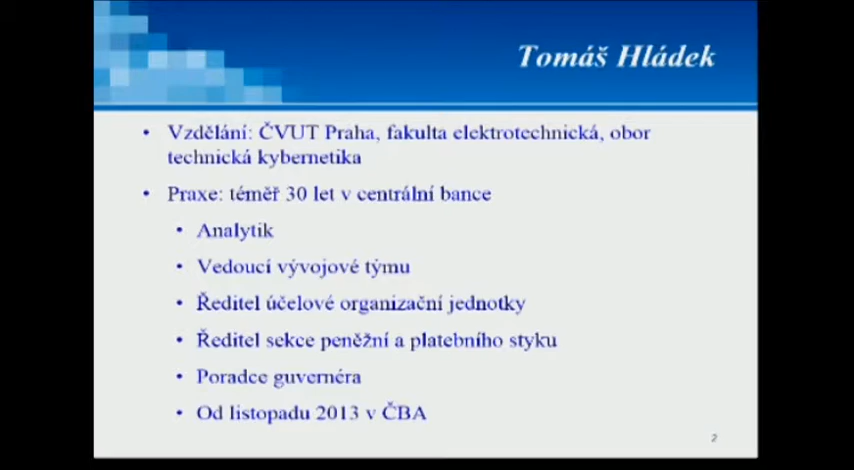 Tomáš Hládek
• Vzdělání: ČVUT Praha, fakulta elektrotechnická, obor
technická kybernetika
• Praxe: téměř 30 let v centrální bance
• Analytik
• Vedoucí vývojové týmu
• Ředitel účelové organizační jednotky
• Ředitel sekce peněžní a platebního styku
• Poradce guvernéra
• Od listopadu 2013 v ČBA
2